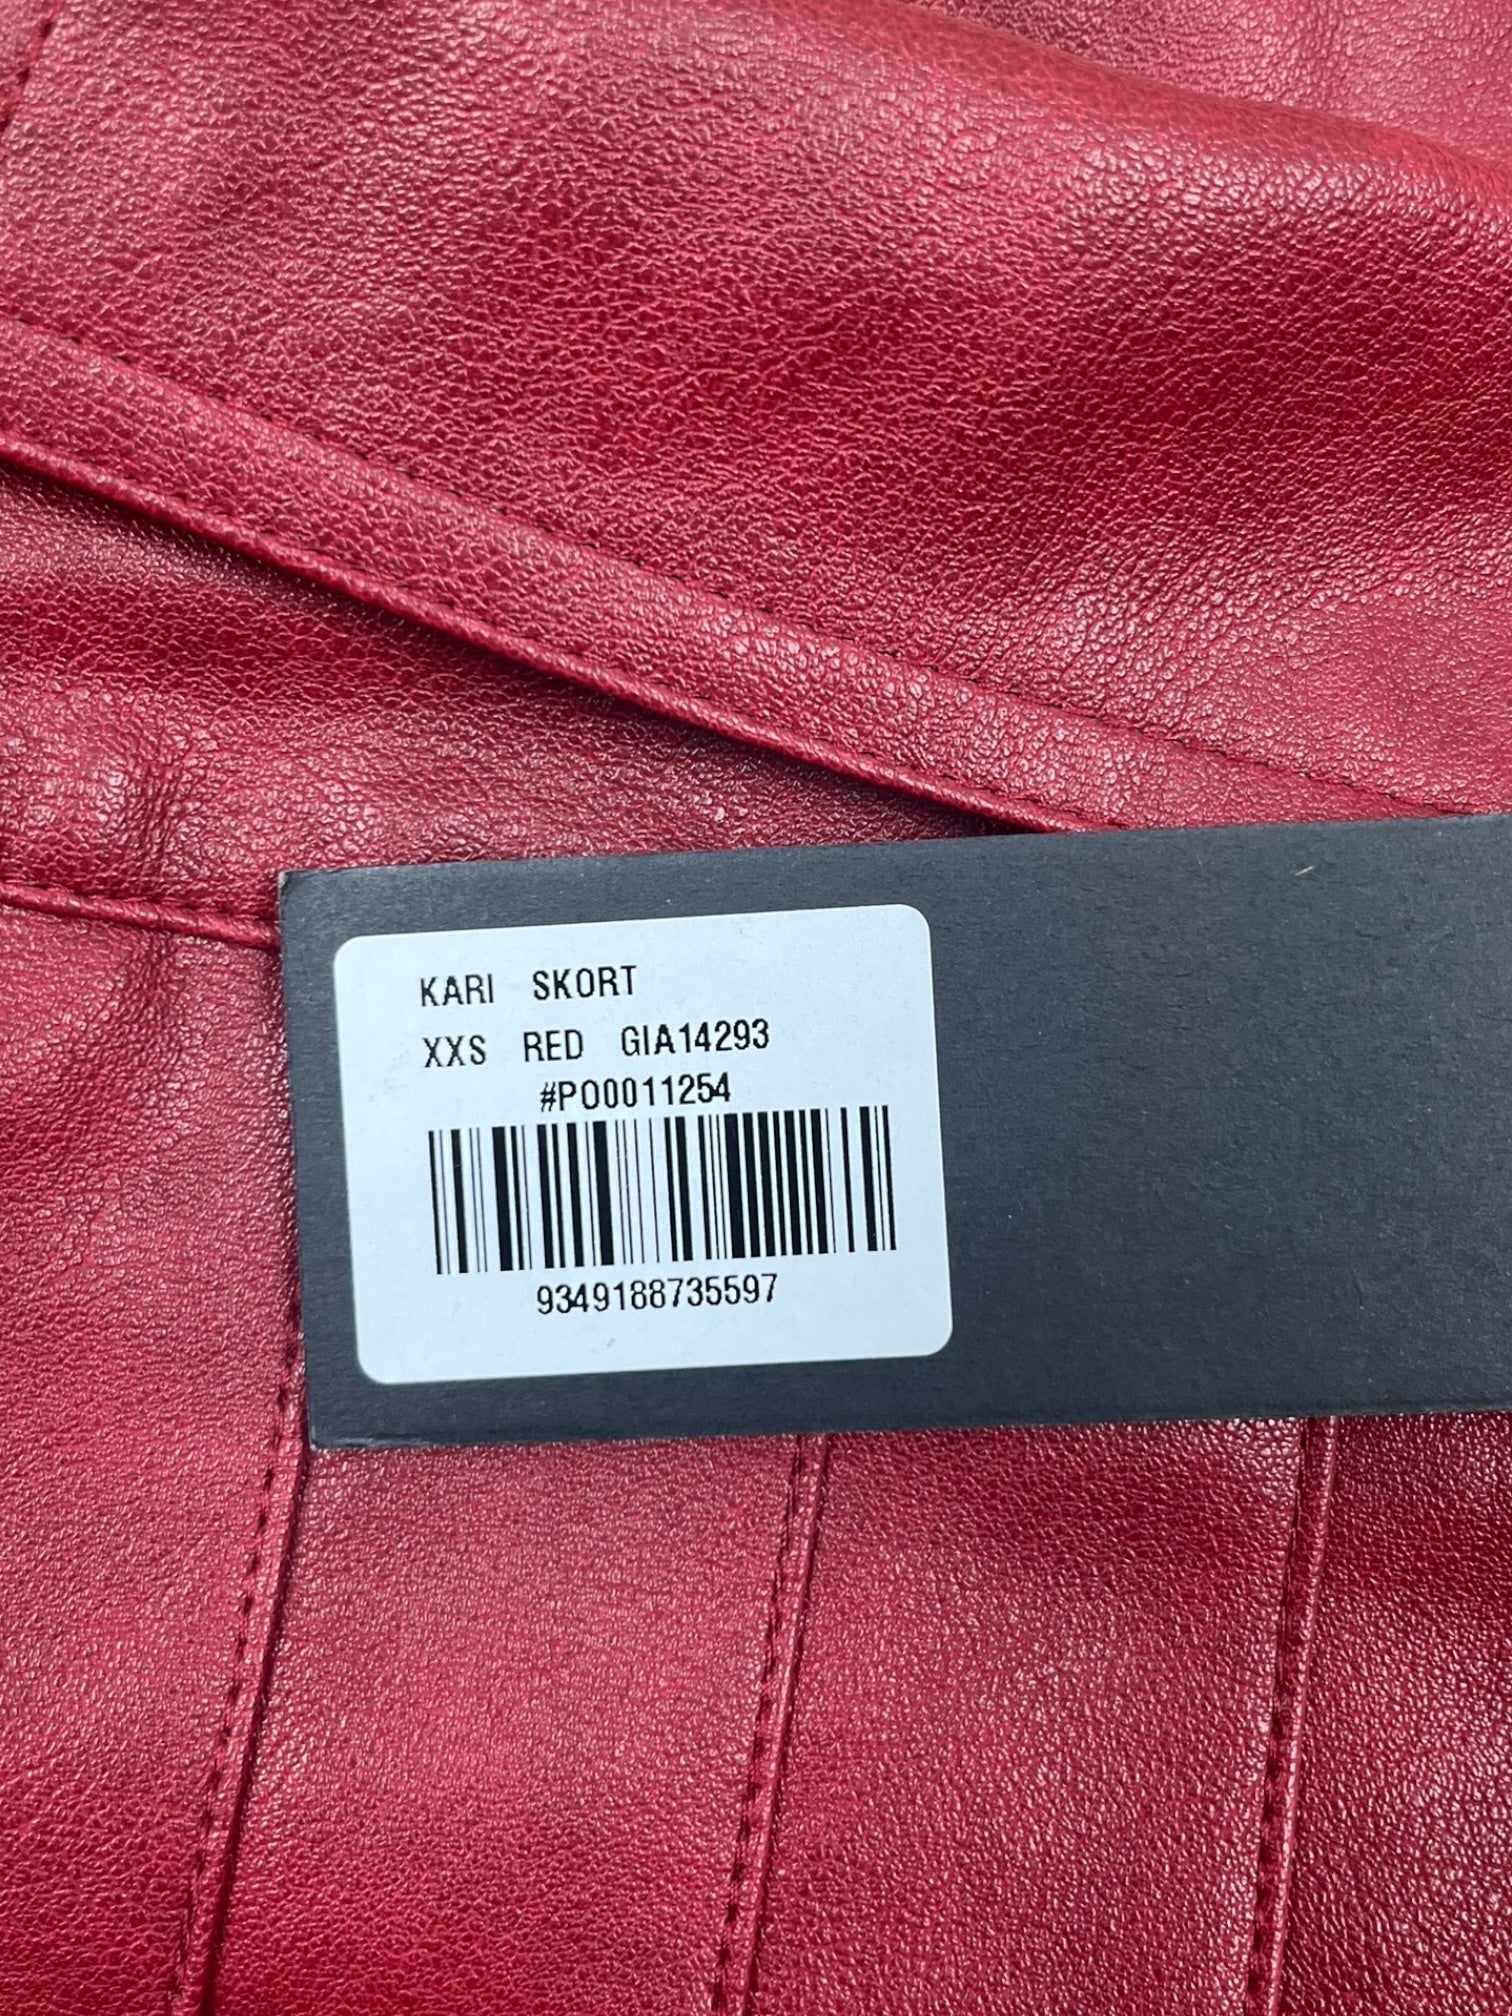 KARI SKORT
XXS RED GIA14293
#PO0011254
9349188735597